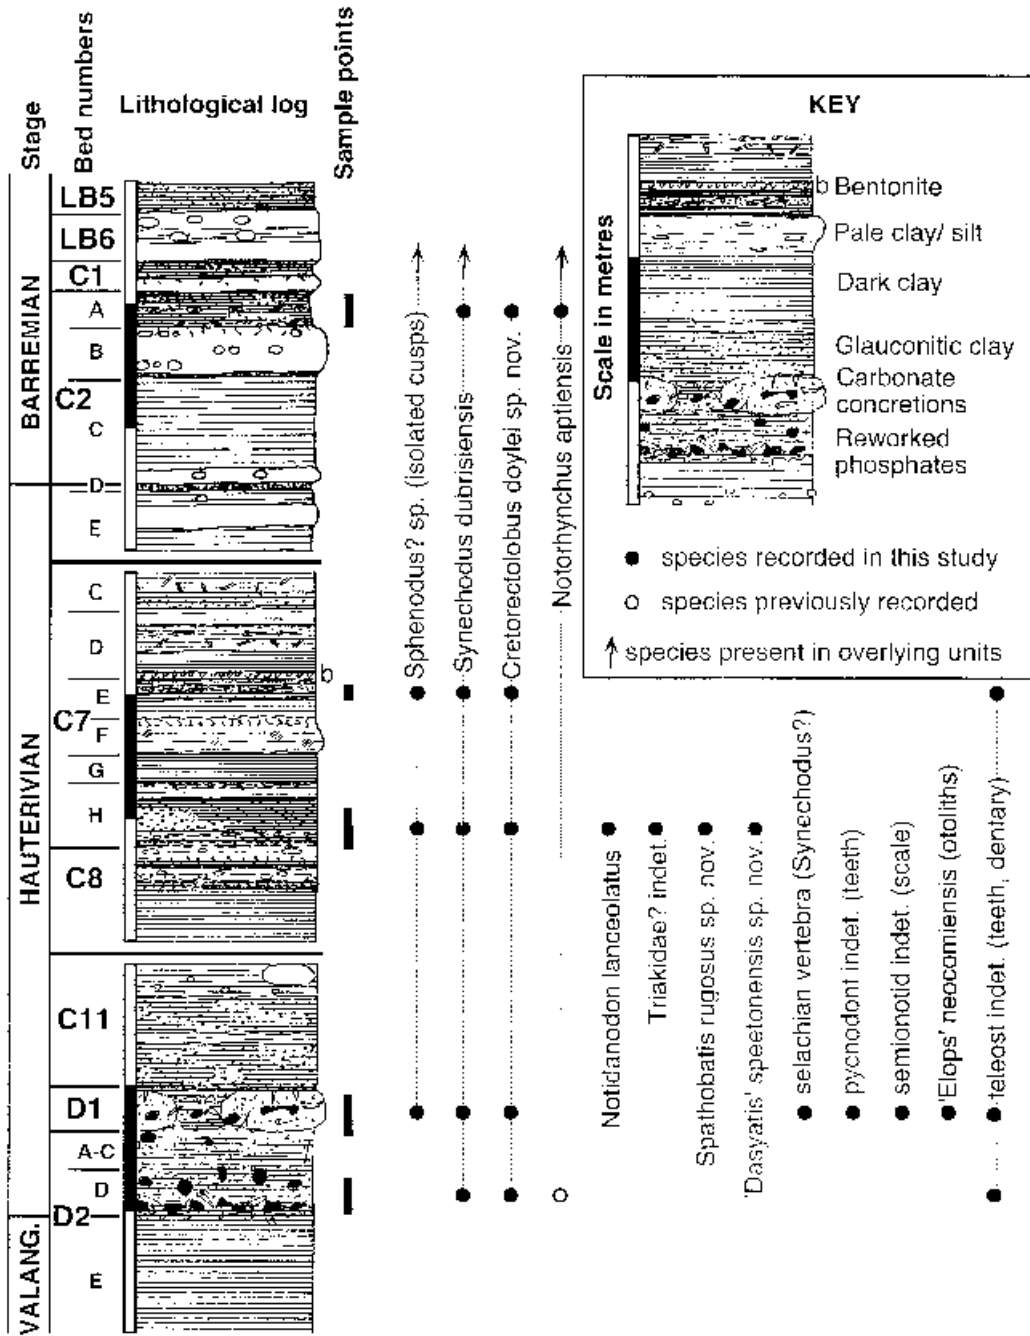 Stage
Bed numbers
Lithological log
Sample points
BARREMIAN
HAUTERIVIAN
VALANG.
LB5
LB6
C1
A
B
C2
C
D
E
C
D
b
E
C7
F
G
H
C8
C11
D1
A-C
D
D2
E
Sphenodus? sp. (isolated cusps)
Synechodus dubrisiensis
Cretorectolobus doylei sp. nov.
Notorhynchus aptiensis
Notidanodon lanceolatus
Triakidae? indet.
Spathobatis rugosus sp. nov.
'Dasyatis' speetonensis sp. nov.
selachian vertebra (Synechodus?)
pycnodont indet. (teeth)
semionotid indet. (scale)
'Elops' neocomiensis (otoliths)
teleost indet. (teeth, dentary)
KEY
Scale in metres
b Bentonite
Pale clay/ silt
Dark clay
Glauconitic clay
Carbonate
concretions
Reworked
phosphates
species recorded in this study
species previously recorded
species present in overlying units